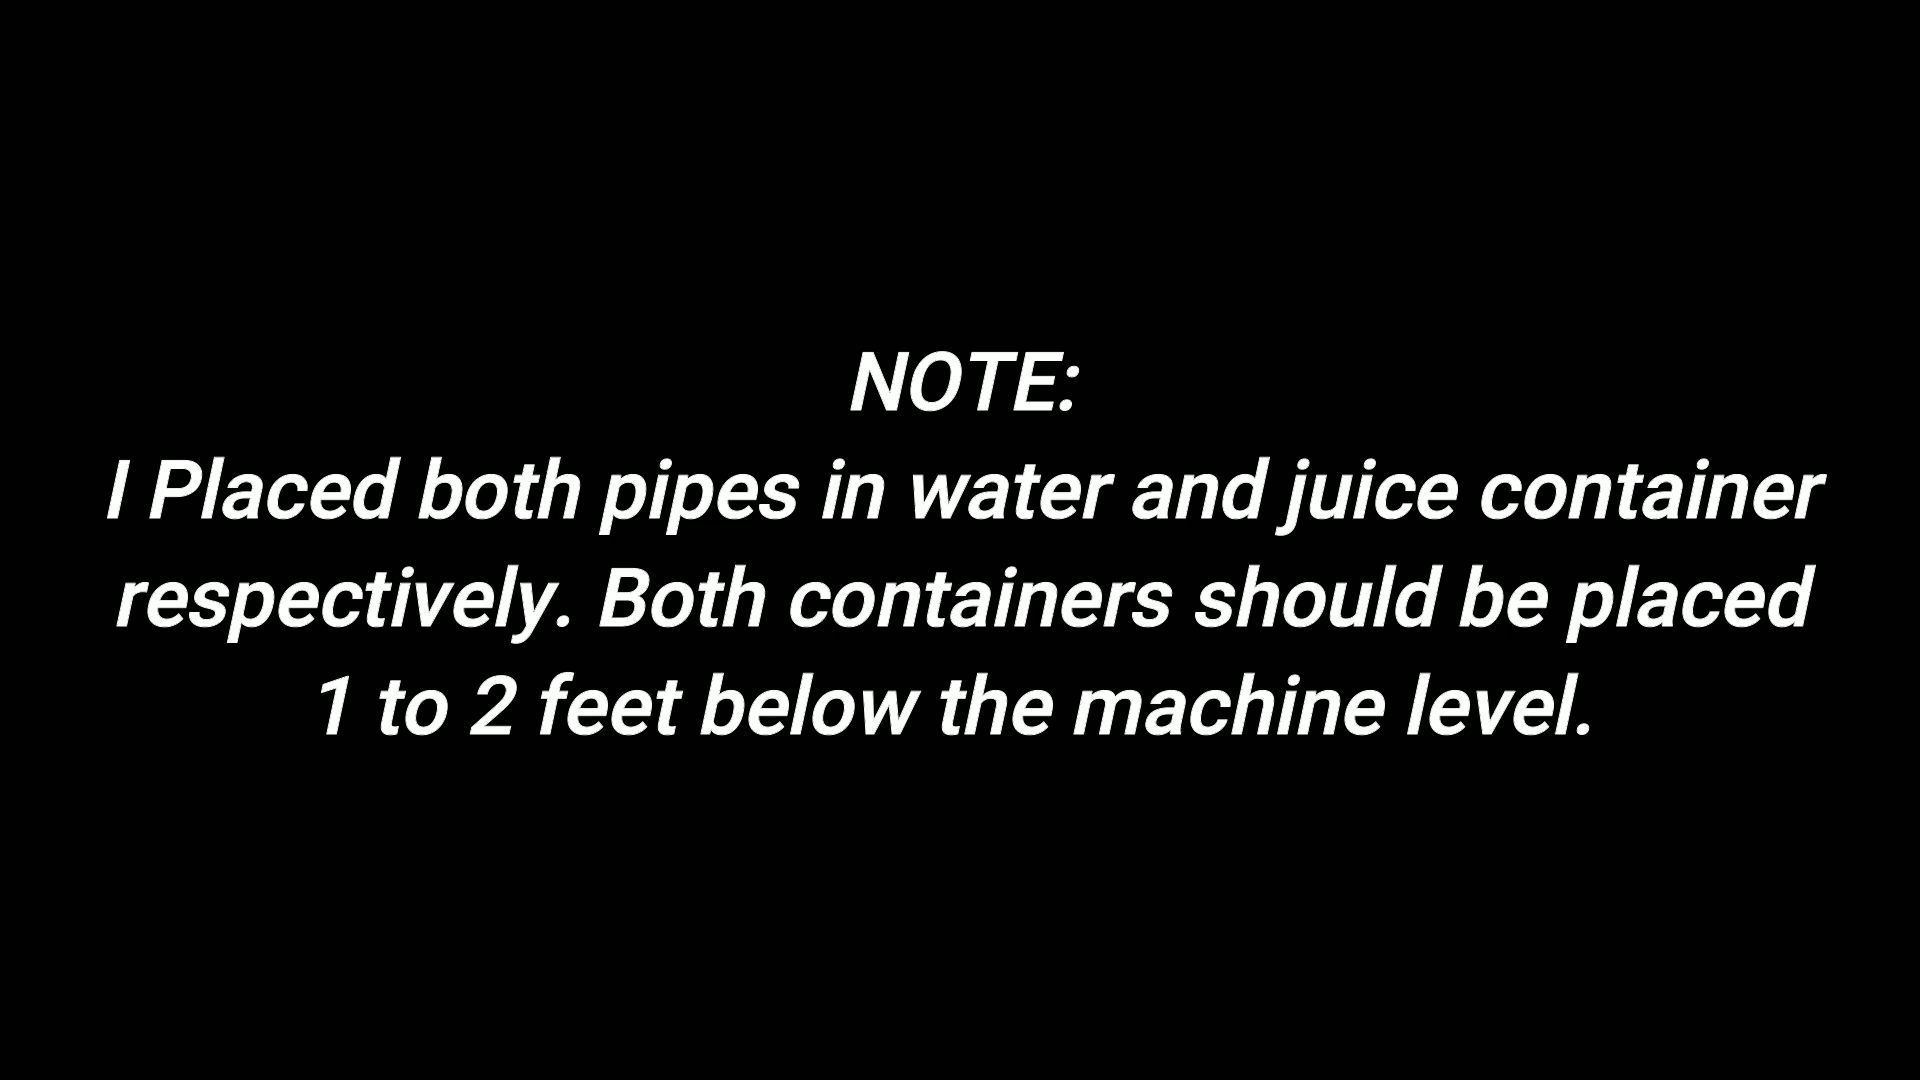 NOTE:
I Placed both pipes in water and juice container
respectively. Both containers should be placed
1 to 2 feet below the machine level.